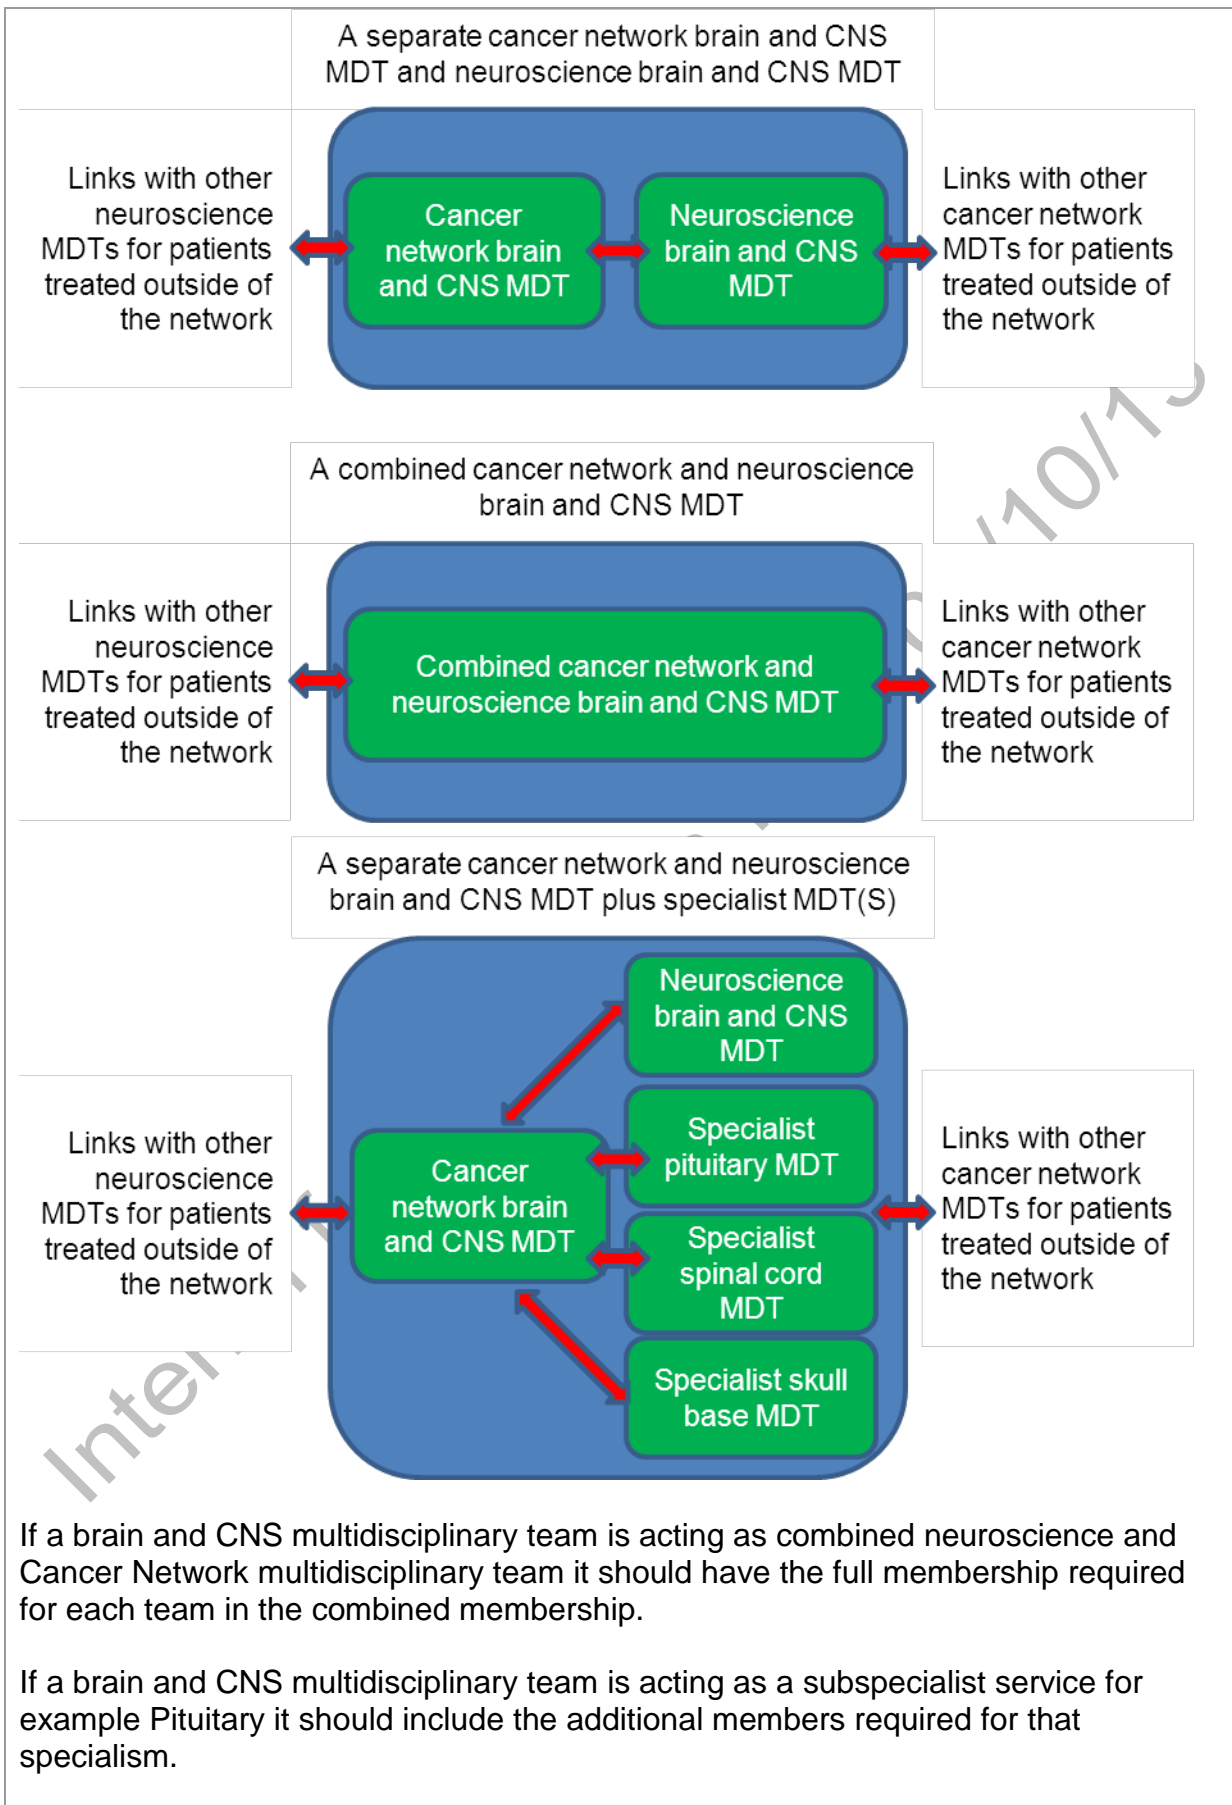 A separate cancer network brain and CNS
MDT and neuroscience brain and CNS MDT
Links with other
neuroscience
MDTs for patients
treated outside of
the network
Cancer
network brain
and CNS MDT
Neuroscience
brain and CNS
MDT
Links with other
cancer network
MDTs for patients
treated outside of
the network
A combined cancer network and neuroscience
brain and CNS MDT
Links with other
neuroscience
MDTs for patients
treated outside of
the network
Combined cancer network and
neuroscience brain and CNS MDT
Links with other
cancer network
MDTs for patients
treated outside of
the network
A separate cancer network and neuroscience
brain and CNS MDT plus specialist MDT(S)
Links with other
neuroscience
MDTs for patients
treated outside of
the network
Cancer
network brain
and CNS MDT
Neuroscience
brain and CNS
MDT
Specialist
pituitary MDT
Specialist
spinal cord
MDT
Specialist skull
base MDT
Links with other
cancer network
MDTs for patients
treated outside of
the network
If a brain and CNS multidisciplinary team is acting as combined neuroscience and
Cancer Network multidisciplinary team it should have the full membership required
for each team in the combined membership.
If a brain and CNS multidisciplinary team is acting as a subspecialist service for
example Pituitary it should include the additional members required for that
specialism.